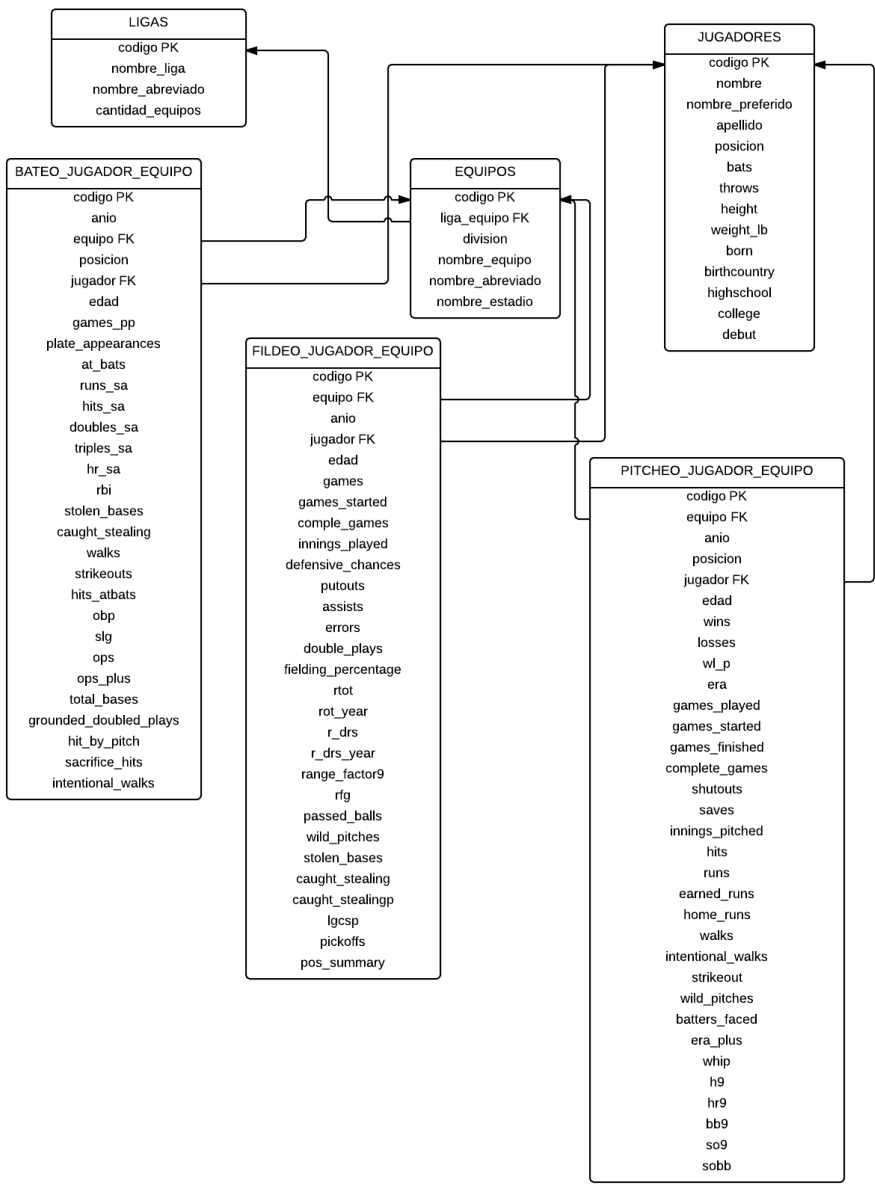 LIGAS
codigo PK
nombre_liga
nombre_abreviado
cantidad_equipos
JUGADORES
codigo PK
nombre
nombre_preferido
apellido
posicion
bats
throws
height
weight_lb
born
birthcountry
highschool
college
debut
BATEO_JUGADOR_EQUIPO
codigo PK
anio
equipo FK
posicion
jugador FK
edad
games_pp
plate_appearances
at_bats
runs_sa
hits_sa
doubles_sa
triples_sa
hr_sa
rbi
stolen_bases
caught_stealing
walks
strikeouts
hits_atbats
obp
slg
ops
ops_plus
total_bases
grounded_doubled_plays
hit_by_pitch
sacrifice_hits
intentional_walks
EQUIPOS
codigo PK
liga_equipo FK
division
nombre_equipo
nombre_abreviado
nombre_estadio
FILDEO_JUGADOR_EQUIPO
codigo PK
equipo FK
anio
jugador FK
edad
games
games_started
comple_games
innings_played
defensive_chances
putouts
assists
errors
double_plays
fielding_percentage
rtot
rot_year
r_drs
r_drs_year
range_factor9
rfg
passed_balls
wild_pitches
stolen_bases
caught_stealing
caught_stealingp
lgcsp
pickoffs
pos_summary
PITCHEO_JUGADOR_EQUIPO
codigo PK
equipo FK
anio
posicion
jugador FK
edad
wins
losses
wl_p
era
games_played
games_started
games_finished
complete_games
shutouts
saves
innings_pitched
hits
runs
earned_runs
home_runs
walks
intentional_walks
strikeout
wild_pitches
batters_faced
era_plus
whip
h9
hr9
bb9
so9
sobb